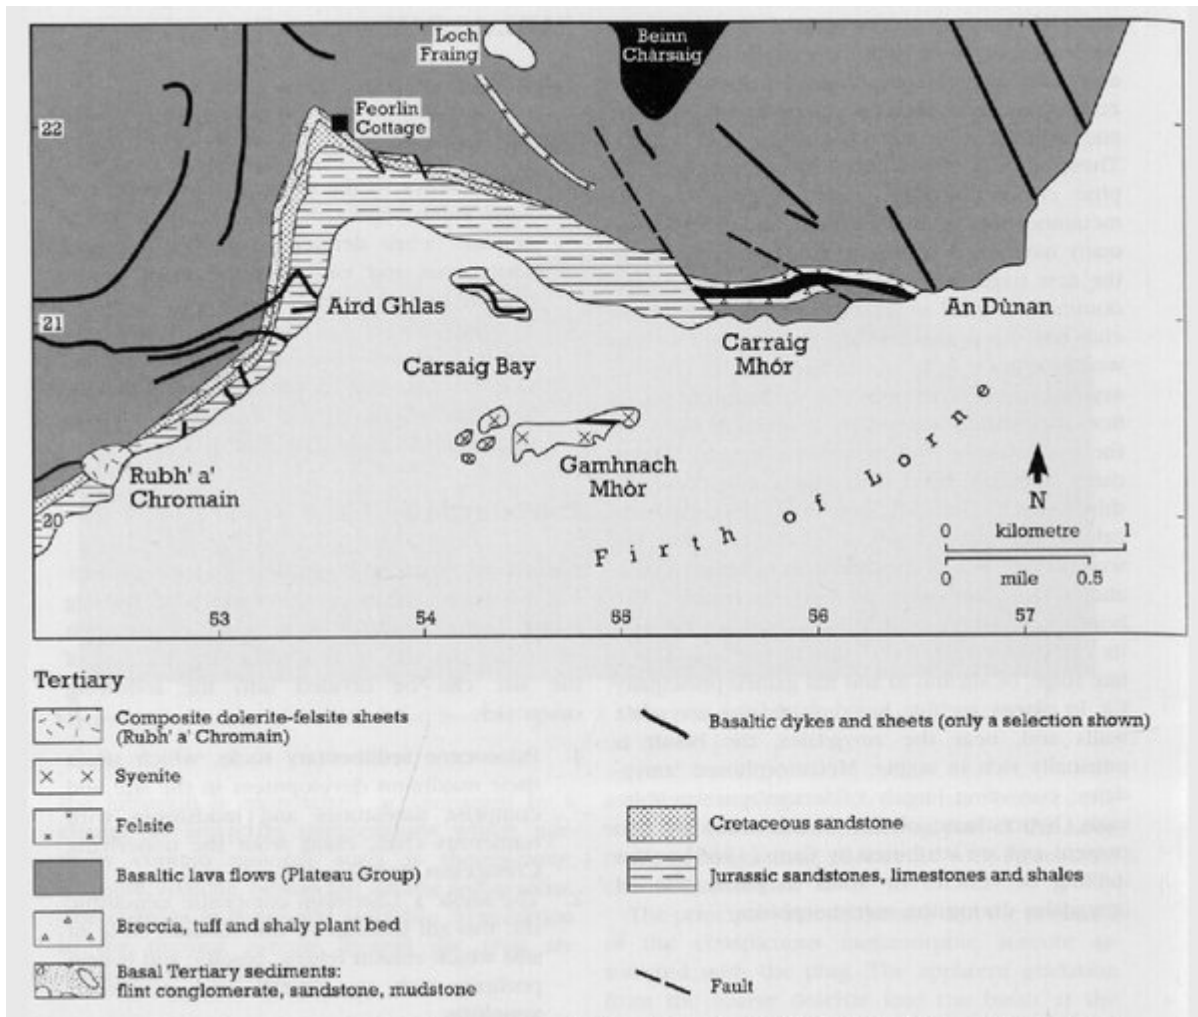 Loch
Fraing
Beinn
Chàrsaig
22
Feorlin
Cottage
21
Aird Ghlas
An Dùnan
Carraig
Mhór
Carsaig Bay
Gamhnach
Mhòr
Rubh' a'
Chromain
20
Firth of Lorne
N
0 kilometre 1
0 mile 0.5
53 54 55 56 57
Tertiary
Composite dolerite-felsite sheets
(Rubh' a' Chromain)
Syenite
Felsite
Basaltic lava flows (Plateau Group)
Breccia, tuff and shaly plant bed
Basal Tertiary sediments:
flint conglomerate, sandstone, mudstone
Basaltic dykes and sheets (only a selection shown)
Cretaceous sandstone
Jurassic sandstones, limestones and shales
Fault